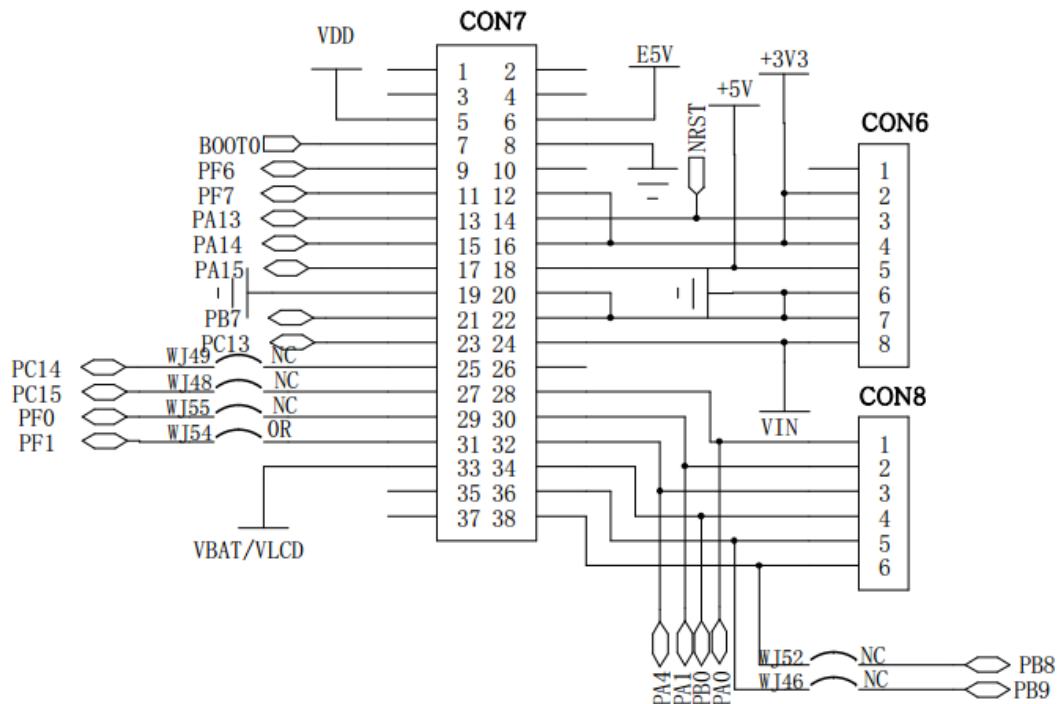 CON7
VDD
E5V
+3V3
+5V
NRST
CON6
1 2
3 4
5 6
BOOT0 7 8
PF6 9 10
PF7 11 12
PA13 13 14
PA14 15 16
PA15 17 18
19 20
PB7 21 22
PC13 23 24
PC14 WJ49 NC 25 26
PC15 WJ48 NC 27 28
PF0 WJ55 NC 29 30
PF1 WJ54 0R 31 32
33 34
35 36
37 38
VBAT/VLCD
1
2
3
4
5
6
7
8
VIN
CON8
1
2
3
4
5
6
PA4
PA1
PB0
PA0
WJ52 NC PB8
WJ46 NC PB9